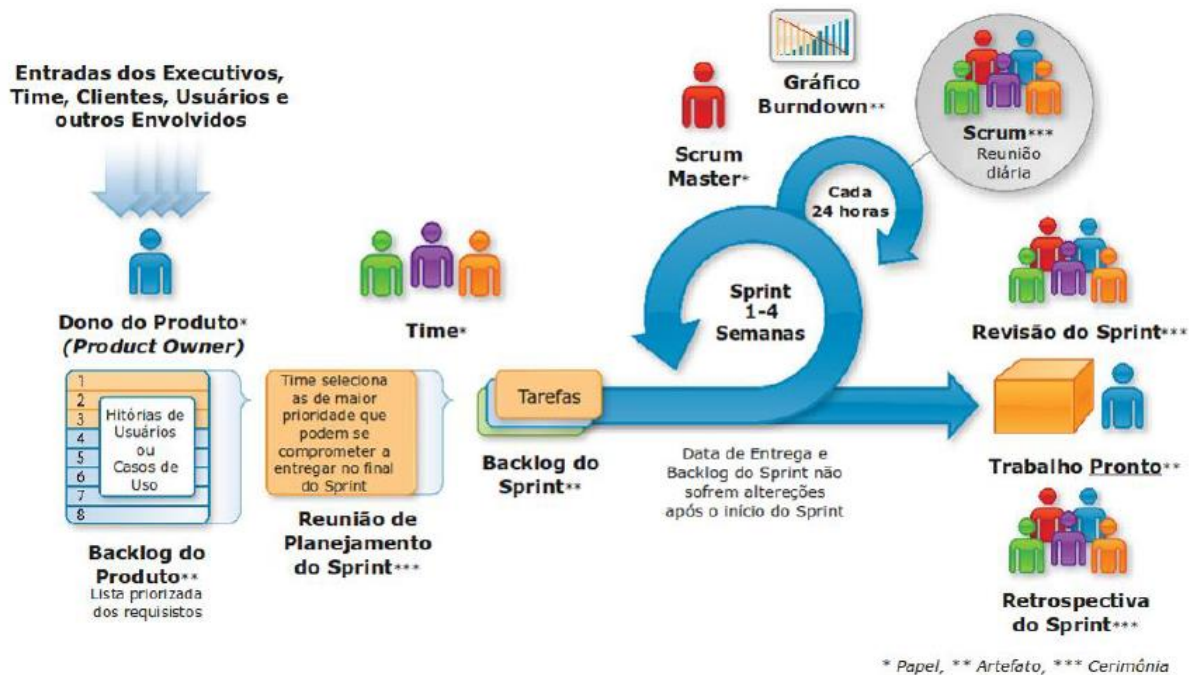 Entradas dos Executivos,
Time, Clientes, Usuários e
outros Envolvidos
Dono do Produto*
(Product Owner)
1
2
3
4
5
6
7
8
Hitórias de
Usuários
ou
Casos de
Uso
Backlog do
Produto**
Lista priorizada
dos requisistos
Time*
Time seleciona
as de maior
prioridade que
podem se
comprometer a
entregar no final
do Sprint
Reunião de
Planejamento
do Sprint***
Tarefas
Backlog do
Sprint**
Scrum
Master*
Gráfico
Burndown**
Cada
24 horas
Scrum***
Reunião
diária
Sprint
1-4
Semanas
Data de Entrega e
Backlog do Sprint não
sofrem altereções
após o início do Sprint
Revisão do Sprint***
Trabalho Pronto**
Retrospectiva
do Sprint***
* Papel, ** Artefato, *** Cerimônia